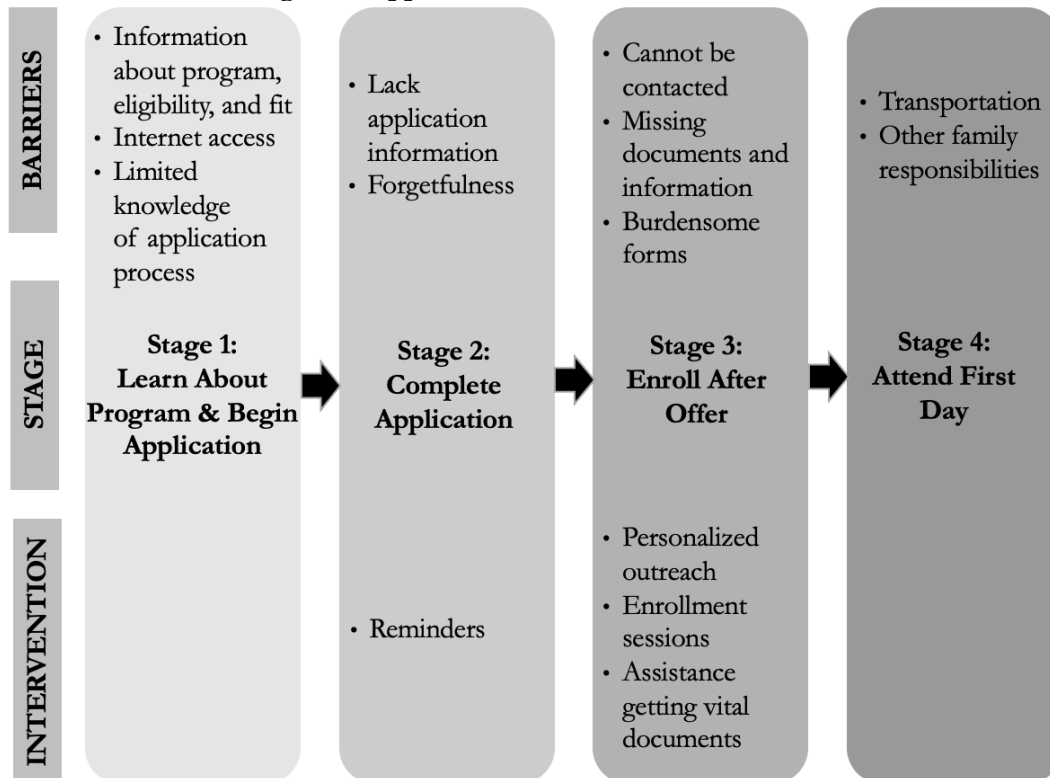 BARRIERS
• Information
about program,
eligibility, and fit
• Internet access
• Limited
knowledge
of application
process
• Lack
application
information
• Forgetfulness
• Cannot be
contacted
• Missing
documents and
information
• Burdensome
forms
• Transportation
• Other family
responsibilities
STAGE
Stage 1:
Learn About
Program & Begin
Application
Stage 2:
Complete
Application
Stage 3:
Enroll After
Offer
Stage 4:
Attend First
Day
INTERVENTION
• Reminders
• Personalized
outreach
• Enrollment
sessions
• Assistance
getting vital
documents